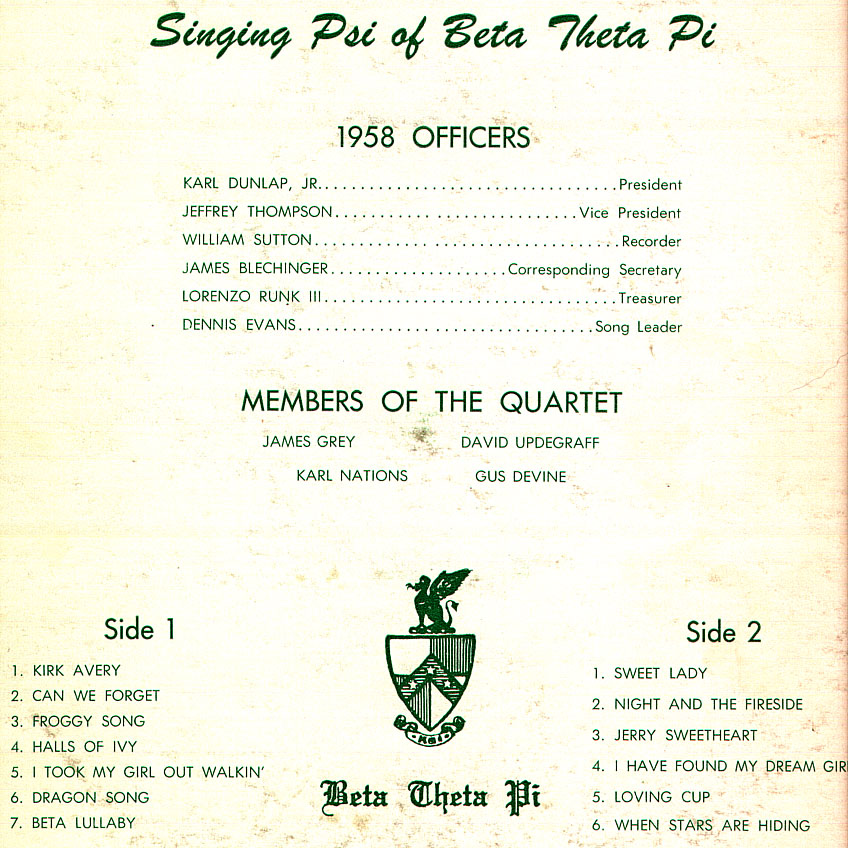 Singing Psi of Beta Theta Pi
1958 OFFICERS
KARL DUNLAP, JR. . . . . . . . . . . . . . . . . . . . . . . . . . . . . . . . . . President
JEFFREY THOMPSON . . . . . . . . . . . . . . . . . . . . . . . . . . . . Vice President
WILLIAM SUTTON . . . . . . . . . . . . . . . . . . . . . . . . . . . . . . . . . . . Recorder
JAMES BLECHINGER . . . . . . . . . . . . . . . . . . . . Corresponding Secretary
LORENZO RUNK III . . . . . . . . . . . . . . . . . . . . . . . . . . . . . . . . . . Treasurer
DENNIS EVANS . . . . . . . . . . . . . . . . . . . . . . . . . . . . . . . . . . Song Leader
MEMBERS OF THE QUARTET
JAMES GREY DAVID UPDEGRAFF
KARL NATIONS GUS DEVINE
Side 1
1. KIRK AVERY
2. CAN WE FORGET
3. FROGGY SONG
4. HALLS OF IVY
5. I TOOK MY GIRL OUT WALKIN'
6. DRAGON SONG
7. BETA LULLABY
Beta Theta Pi
Side 2
1. SWEET LADY
2. NIGHT AND THE FIRESIDE
3. JERRY SWEETHEART
4. I HAVE FOUND MY DREAM GIR
5. LOVING CUP
6. WHEN STARS ARE HIDING